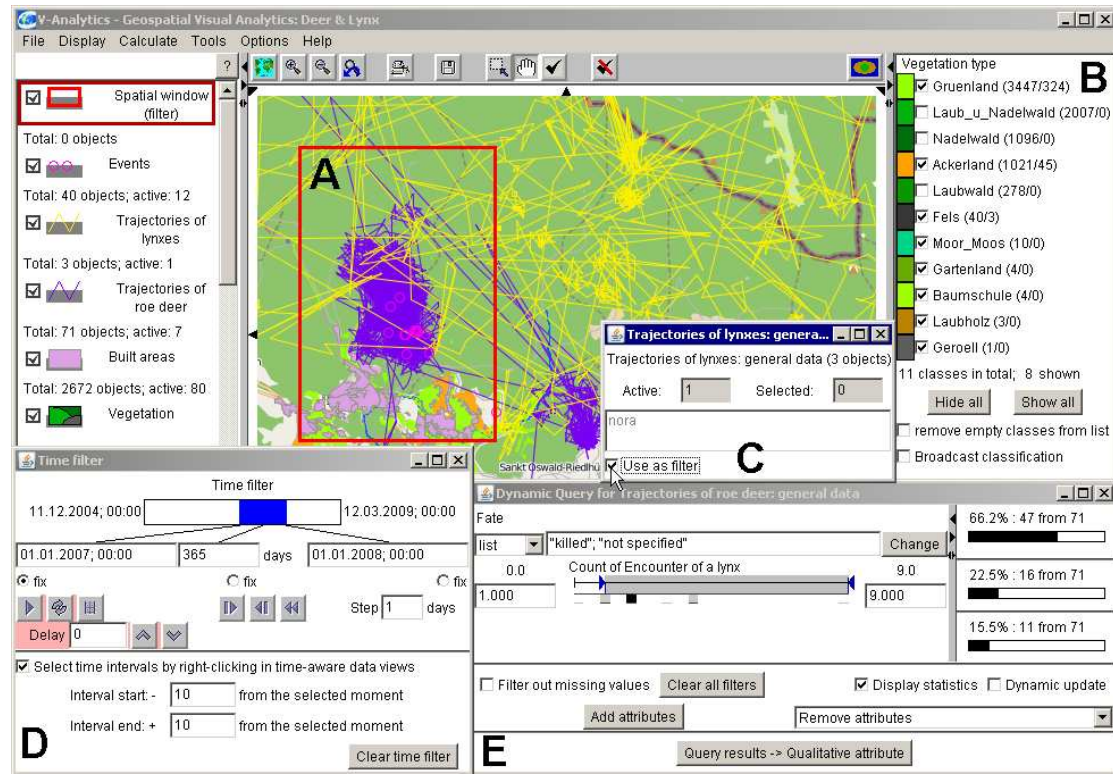 V-Analytics - Geospatial Visual Analytics: Deer & Lynx
File Display Calculate Tools Options Help
?
Spatial window
(filter)
Total: 0 objects
Events
Total: 40 objects; active: 12
Trajectories of
lynxes
Total: 3 objects; active: 1
Trajectories of
roe deer
Total: 71 objects; active: 7
Built areas
Total: 2672 objects; active: 80
Vegetation
A
Sankt Oswald-Riedlhü
Vegetation type
B
Gruenland (3447/324)
Laub_u_Nadelwald (2007/0)
Nadelwald (1096/0)
Ackerland (1021/45)
Laubwald (278/0)
Fels (40/3)
Moor_Moos (10/0)
Gartenland (4/0)
Baumschule (4/0)
Laubholz (3/0)
Geroell (1/0)
11 classes in total; 8 shown
Hide all Show all
remove empty classes from list
Broadcast classification
Trajectories of lynxes: genera...
Trajectories of lynxes: general data (3 objects)
Active: 1 Selected: 0
nora
Use as filter
C
Time filter
Time filter
11.12.2004; 00:00 12.03.2009; 00:00
01.01.2007; 00:00 365 days 01.01.2008; 00:00
fix fix fix
Step 1 days
Delay 0
Select time intervals by right-clicking in time-aware data views
Interval start: - 10 from the selected moment
Interval end: + 10 from the selected moment
D
Clear time filter
Dynamic Query for Trajectories of roe deer: general data
Fate
list "killed"; "not specified" Change
0.0 Count of Encounter of a lynx 9.0
1.000 9.000
66.2% : 47 from 71
22.5% : 16 from 71
15.5% : 11 from 71
Filter out missing values Clear all filters Display statistics Dynamic update
Add attributes Remove attributes
E
Query results -> Qualitative attribute